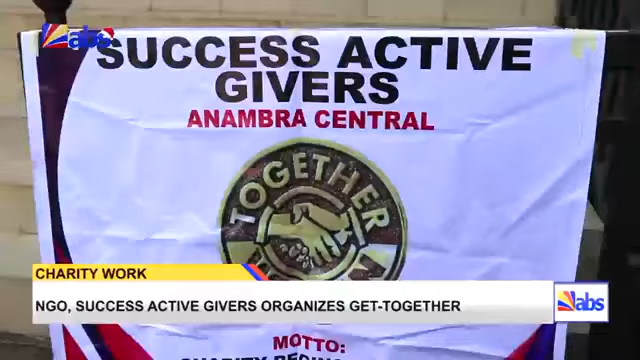 abs
SUCCESS ACTIVE
GIVERS
ANAMBRA CENTRAL
TOGETHER
CHARITY WORK
NGO, SUCCESS ACTIVE GIVERS ORGANIZES GET-TOGETHER
abs
MOTTO: